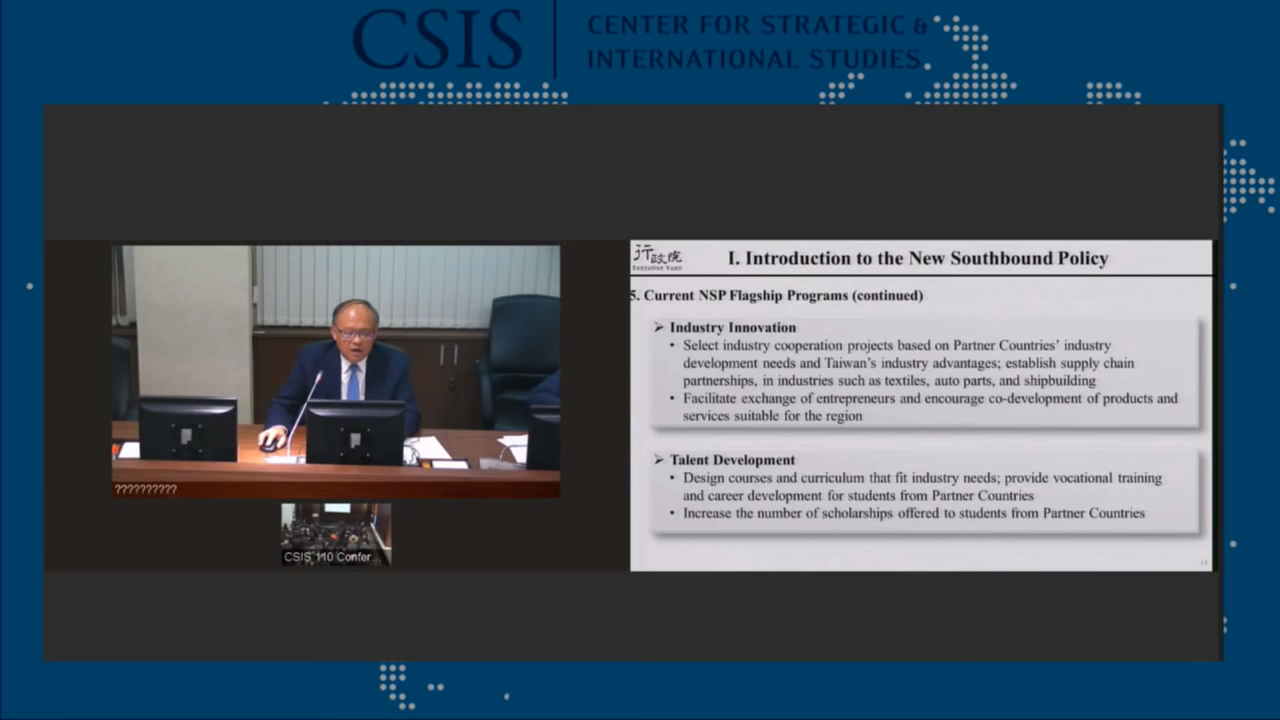 CSIS
CENTER FOR STRATEGIC &
INTERNATIONAL STUDIES
行政院
Executive Yuan
I. Introduction to the New Southbound Policy
5. Current NSP Flagship Programs (continued)
➤ Industry Innovation
• Select industry cooperation projects based on Partner Countries' industry
development needs and Taiwan's industry advantages; establish supply chain
partnerships, in industries such as textiles, auto parts, and shipbuilding
• Facilitate exchange of entrepreneurs and encourage co-development of products and
services suitable for the region
➤ Talent Development
• Design courses and curriculum that fit industry needs; provide vocational training
and career development for students from Partner Countries
• Increase the number of scholarships offered to students from Partner Countries
??????????
CSIS 110 Confer...